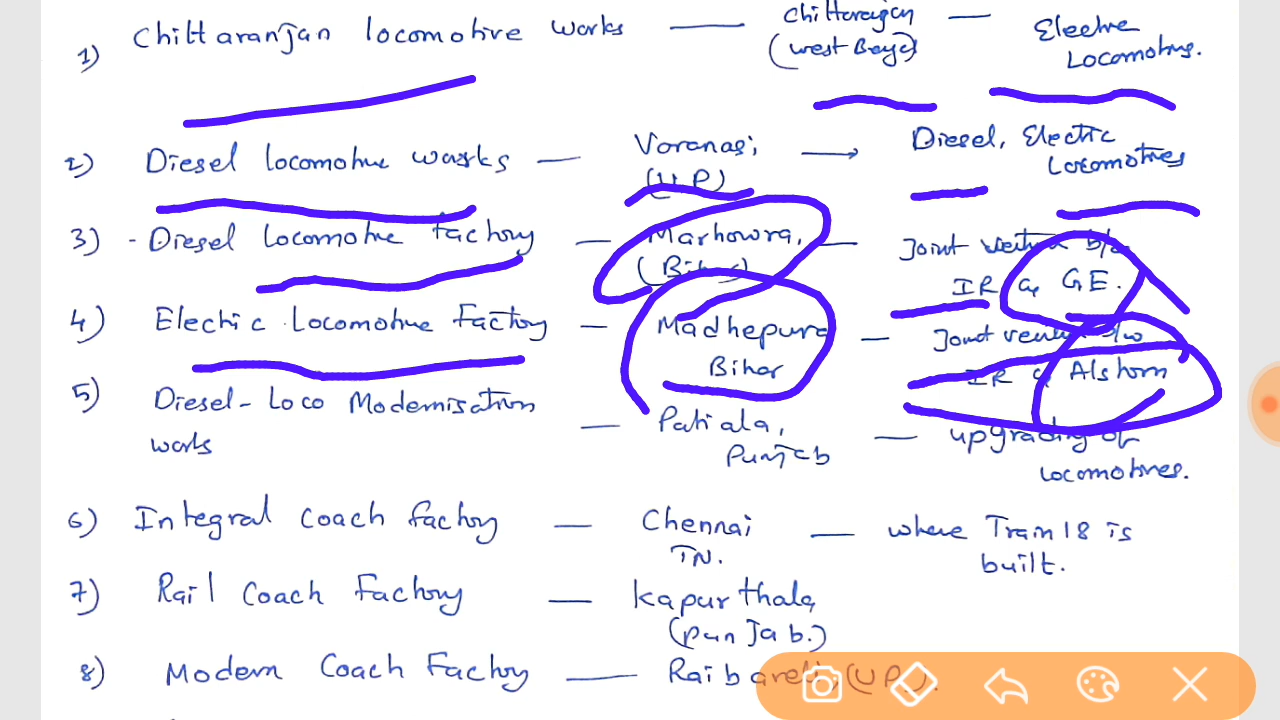 1) Chittaranjan locomotive works — Chittaranjan — Electric
(West Bengal) Locomotives.
2) Diesel locomotive works — Varanasi, → Diesel, Electric
(U.P) Locomotives
3) - Diesel locomotive factory — Marhowra, — Joint venture b/w
(Bihar) IR & GE.
4) Electric Locomotive Factory — Madhepura — Joint venture b/w
Bihar IR & Alstom
5) Diesel-Loco Modernisation — Patiala, — upgrading of
works Punjab locomotives.
6) Integral Coach factory — Chennai — where Train 18 is
TN. built.
7) Rail Coach Factory — Kapurthala
(Punjab.)
8) Modern Coach Factory — Raibareli, (UP).